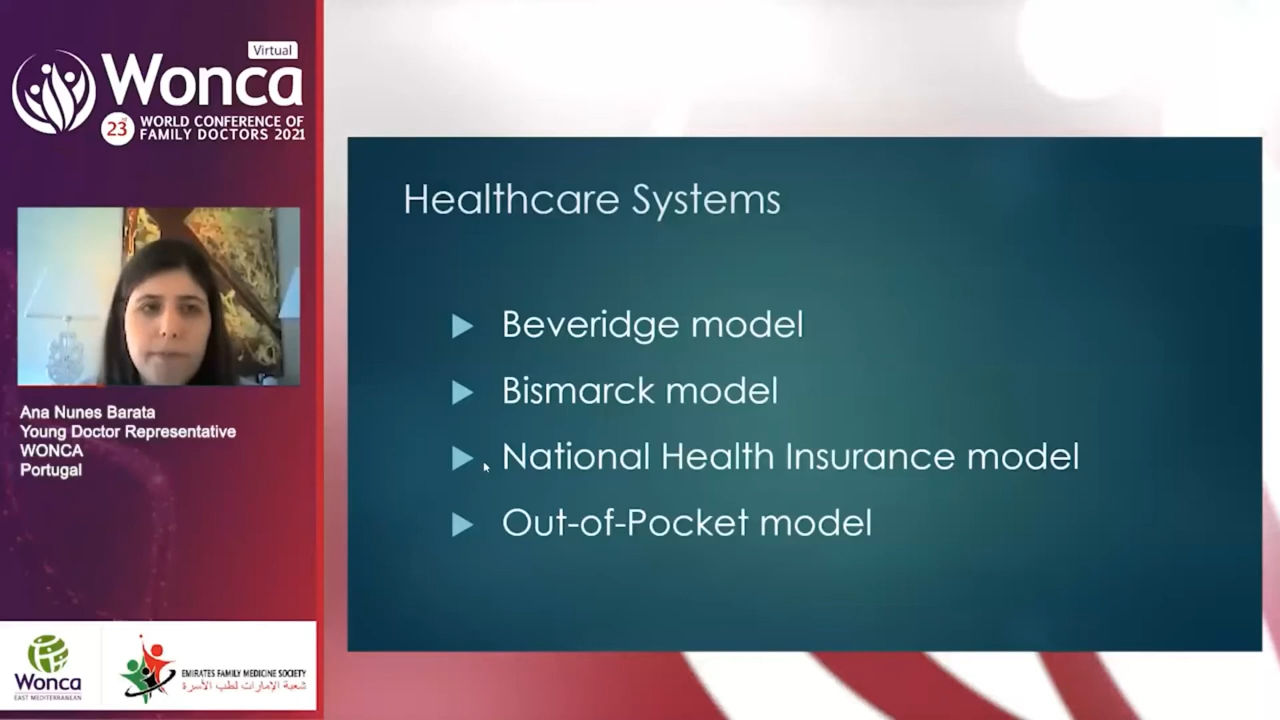 Virtual
Wonca
23rd
WORLD CONFERENCE OF
FAMILY DOCTORS 2021
Ana Nunes Barata
Young Doctor Representative
WONCA
Portugal
Wonca
EAST MEDITERRANEAN
EMIRATES FAMILY MEDICINE SOCIETY
شعبة الإمارات لطب الأسرة
Healthcare Systems
Beveridge model
Bismarck model
National Health Insurance model
Out-of-Pocket model